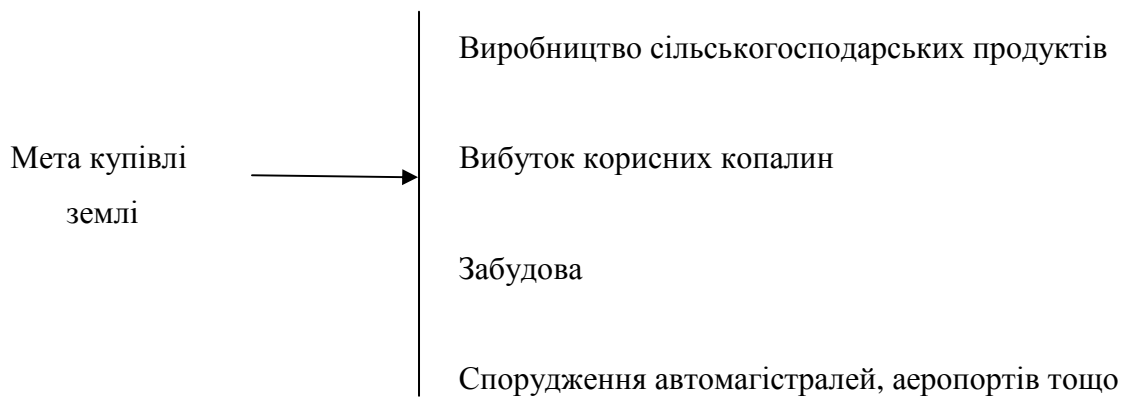 Виробництво сільськогосподарських продуктів
Мета купівлі
землі
Вибуток корисних копалин
Забудова
Спорудження автомагістралей, аеропортів тощо